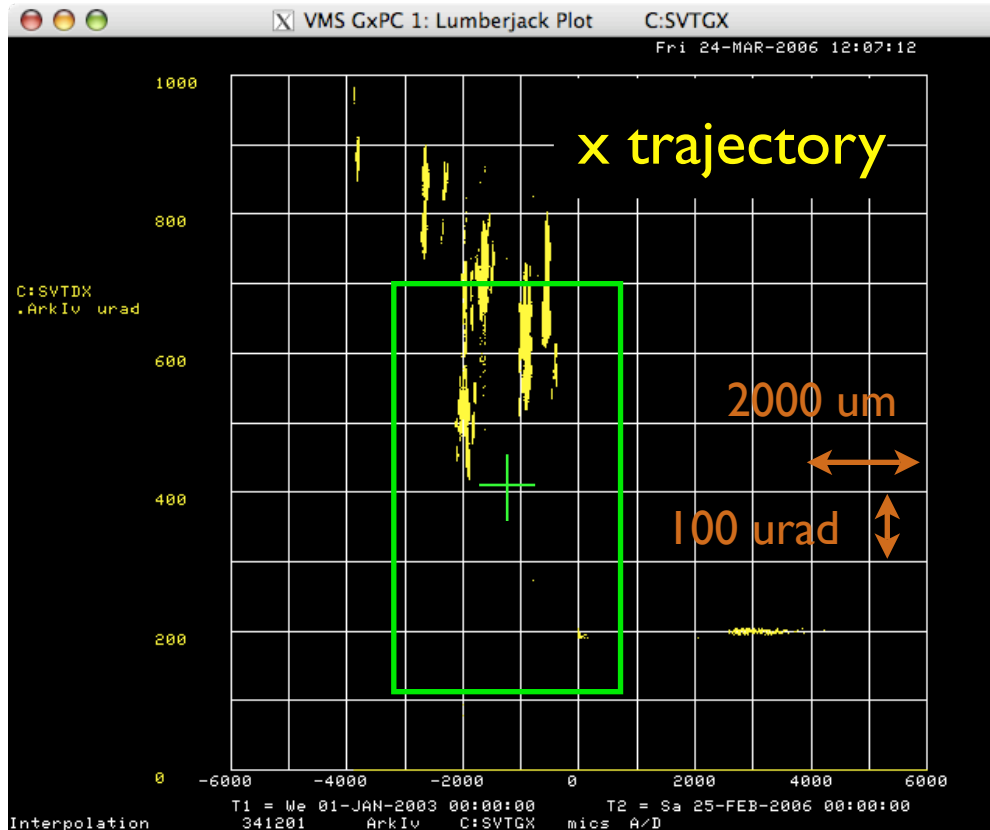 VMS GxPC 1: Lumberjack Plot C:SVTGX
Fri 24-MAR-2006 12:07:12
1000
x trajectory
800
C:SVTDX
.ArkIv urad
600
2000 um
400
100 urad
200
0
-6000 -4000 -2000 0 2000 4000 6000
T1 = We 01-JAN-2003 00:00:00 T2 = Sa 25-FEB-2006 00:00:00
Interpolation 341201 ArkIv C:SVTGX mics A/D